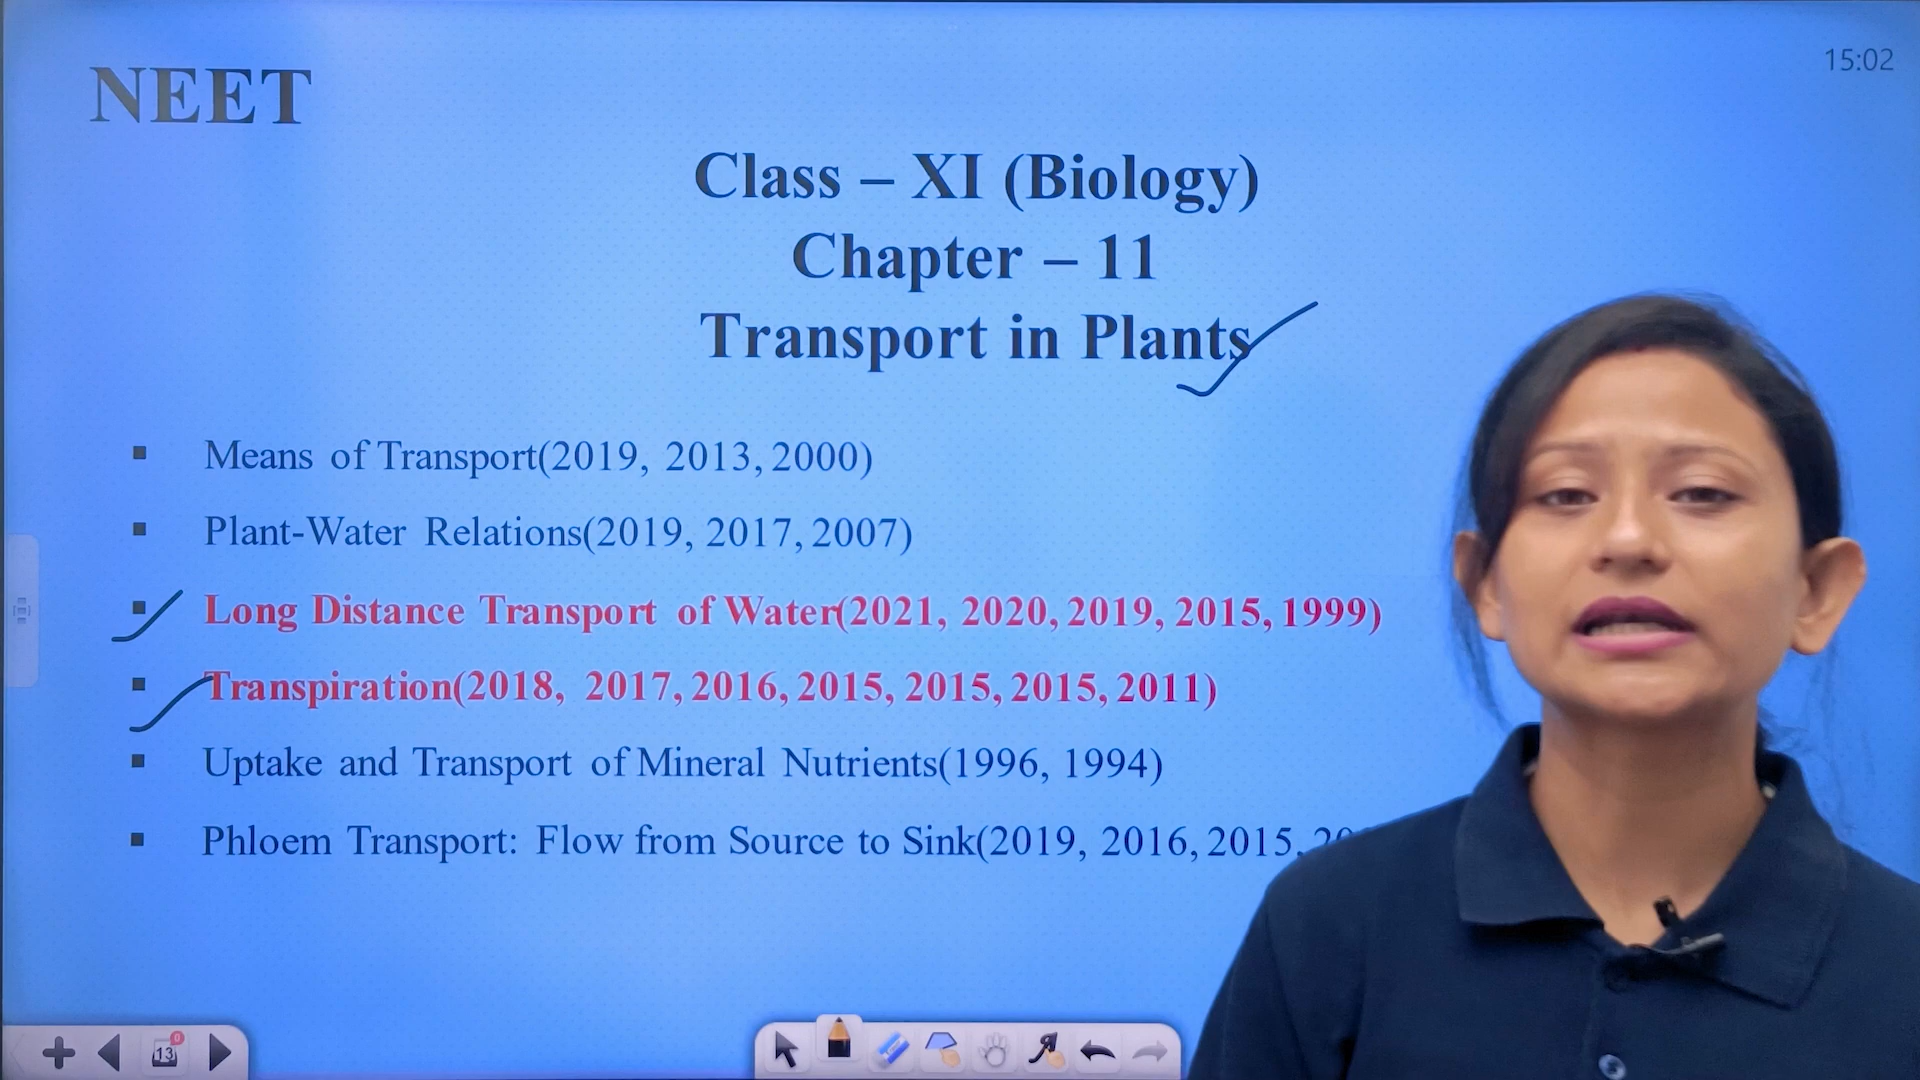 NEET
15:02
Class – XI (Biology)
Chapter – 11
Transport in Plants
▪ Means of Transport(2019, 2013, 2000)
▪ Plant-Water Relations(2019, 2017, 2007)
▪ Long Distance Transport of Water(2021, 2020, 2019, 2015, 1999)
▪ Transpiration(2018, 2017, 2016, 2015, 2015, 2015, 2011)
▪ Uptake and Transport of Mineral Nutrients(1996, 1994)
▪ Phloem Transport: Flow from Source to Sink(2019, 2016, 2015,
13
0